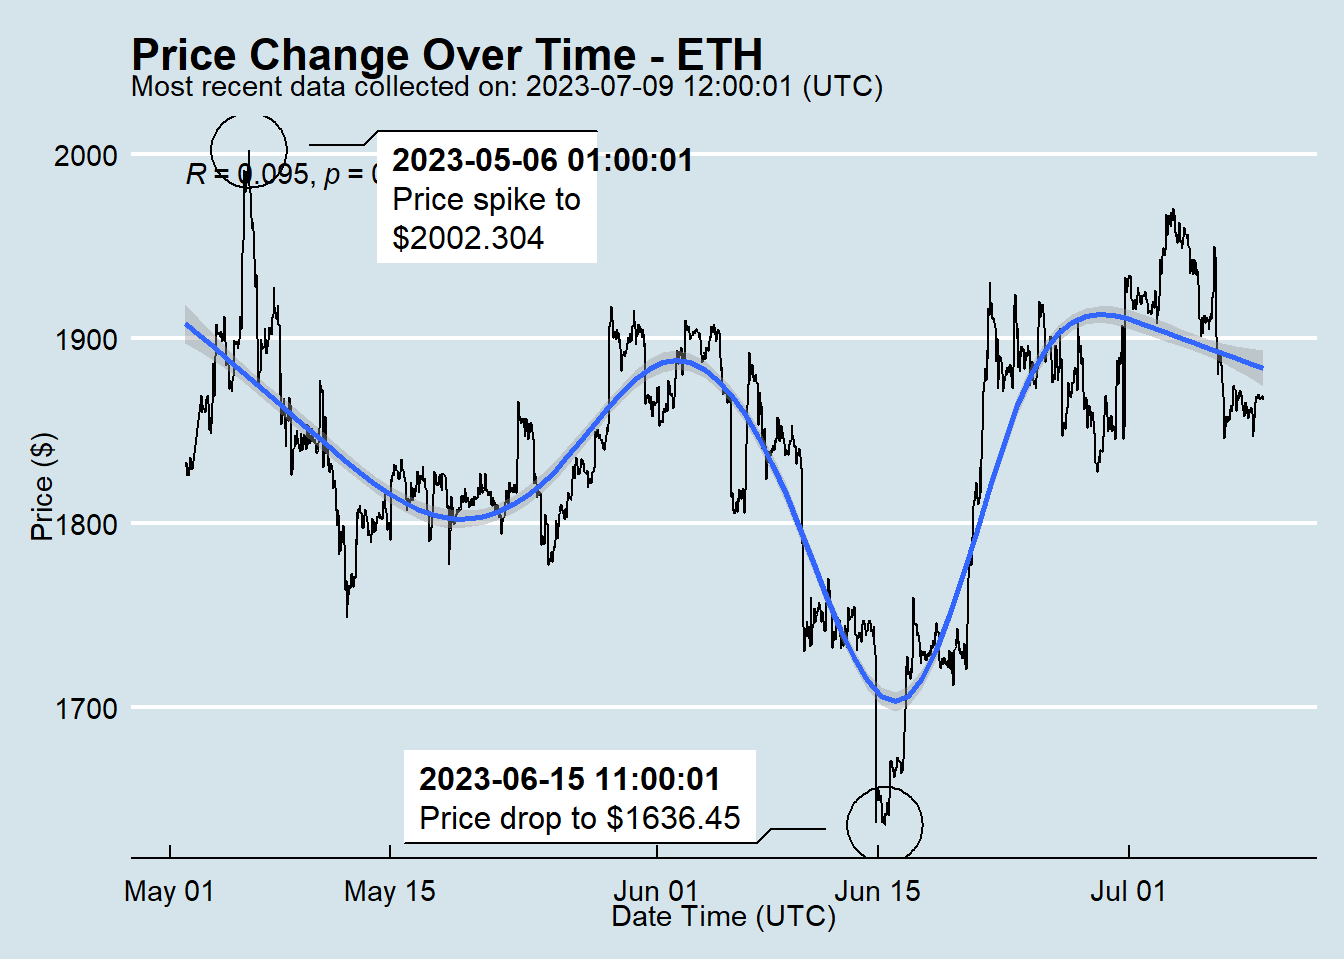 Price Change Over Time - ETH
Most recent data collected on: 2023-07-09 12:00:01 (UTC)
2000
R = 0.095, p =
2023-05-06 01:00:01
Price spike to
$2002.304
1900
Price ($)
1800
1700
2023-06-15 11:00:01
Price drop to $1636.45
May 01
May 15
Jun 01
Jun 15
Jul 01
Date Time (UTC)